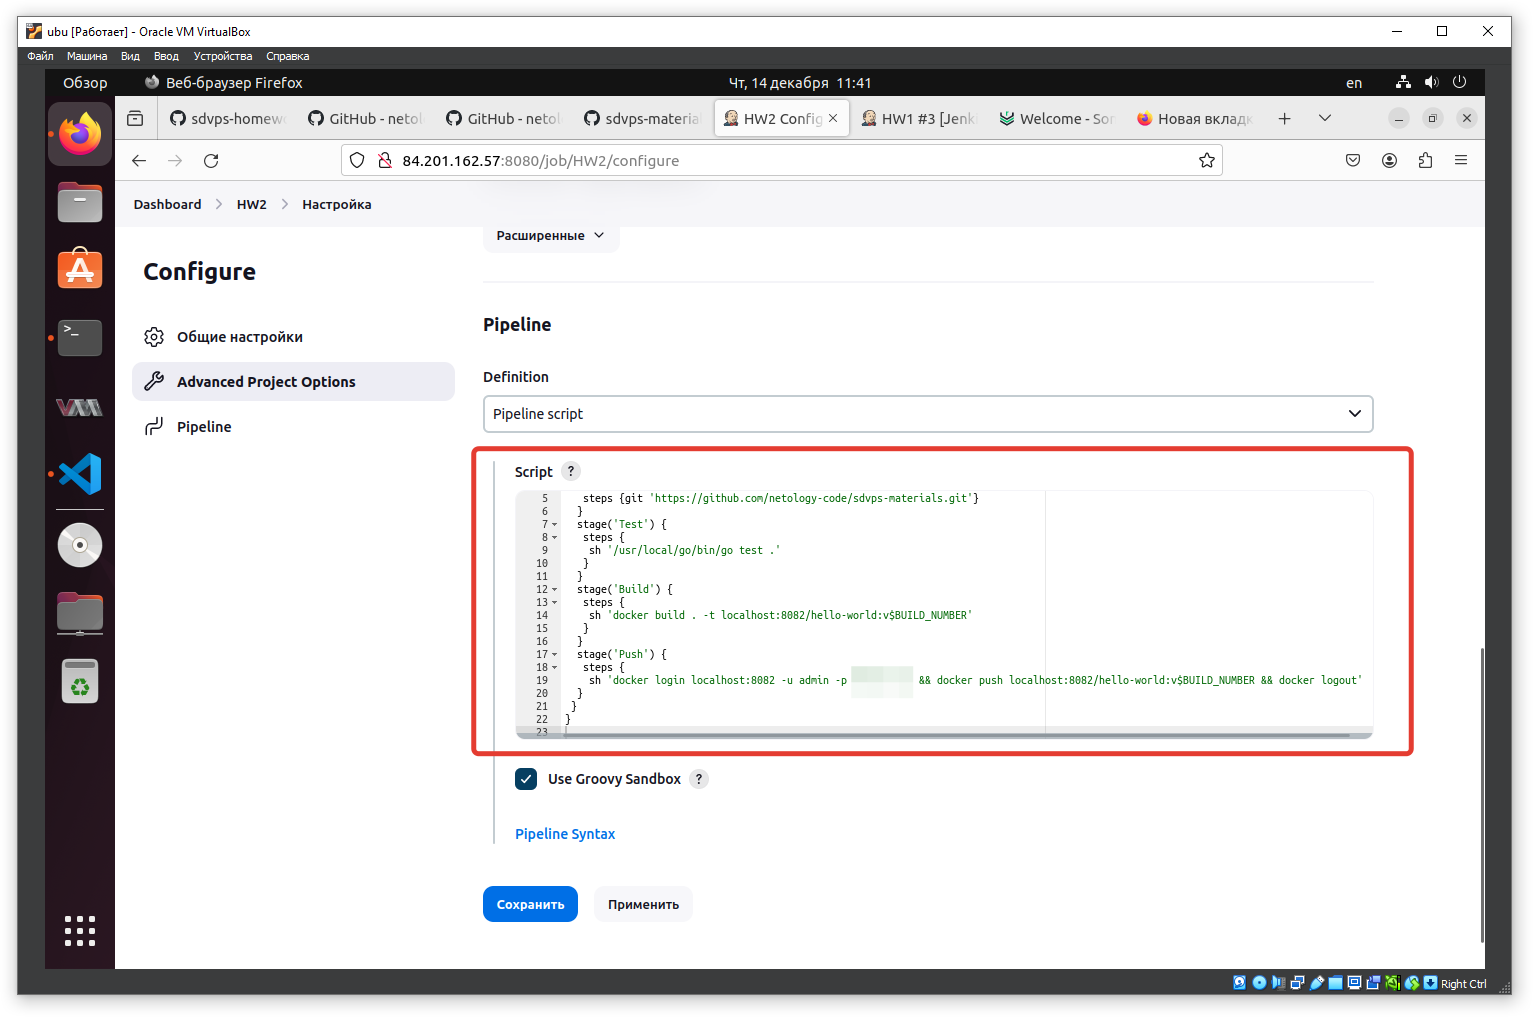 ubu [Работает] - Oracle VM VirtualBox
Файл Машина Вид Ввод Устройства Справка
Обзор Веб-браузер Firefox Чт, 14 декабря 11:41 en
sdvps-homew GitHub - netol GitHub - netol sdvps-material HW2 Config HW1 #3 [Jenk Welcome - Son Новая вкладк
84.201.162.57:8080/job/HW2/configure
Dashboard HW2 Настройка
Расширенные
Configure
Общие настройки
Advanced Project Options
Pipeline
Pipeline
Definition
Pipeline script
Script ?
5 steps {git 'https://github.com/netology-code/sdvps-materials.git'}
6 }
7 stage('Test') {
8 steps {
9 sh '/usr/local/go/bin/go test .'
10 }
11 }
12 stage('Build') {
13 steps {
14 sh 'docker build . -t localhost:8082/hello-world:v$BUILD_NUMBER'
15 }
16 }
17 stage('Push') {
18 steps {
19 sh 'docker login localhost:8082 -u admin -p && docker push localhost:8082/hello-world:v$BUILD_NUMBER && docker logout'
20 }
21 }
22 }
23
Use Groovy Sandbox ?
Pipeline Syntax
Сохранить Применить
Right Ctrl